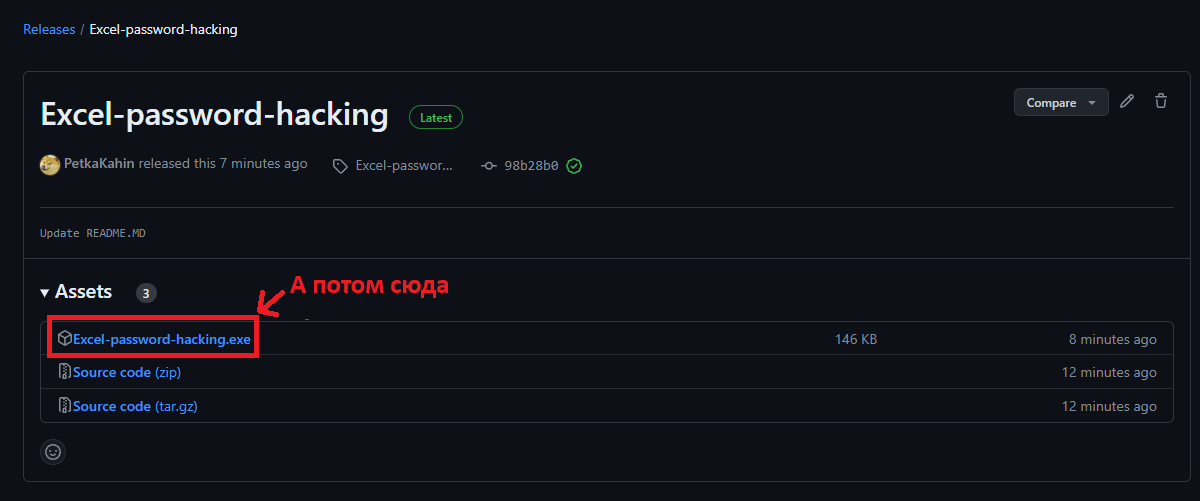 Releases / Excel-password-hacking
Excel-password-hacking Latest
Compare
PetkaKahin released this 7 minutes ago Excel-passwor... 98b28b0
Update README.MD
А потом сюда
Assets 3
Excel-password-hacking.exe 146 KB 8 minutes ago
Source code (zip) 12 minutes ago
Source code (tar.gz) 12 minutes ago